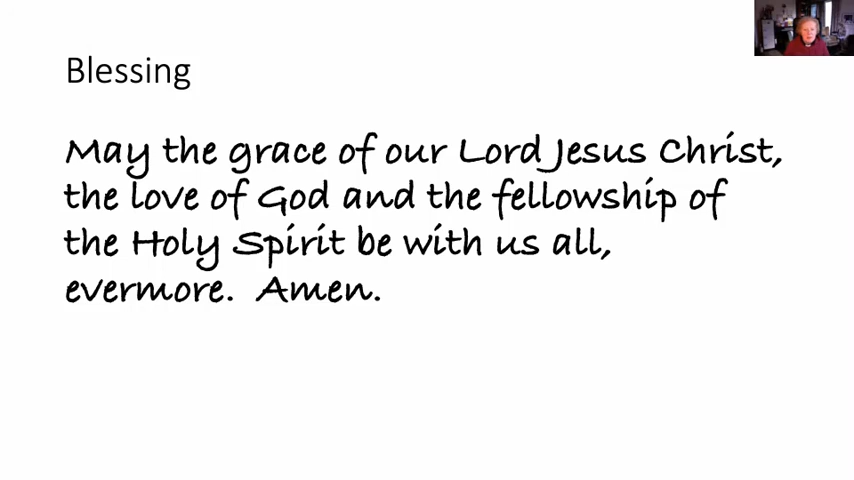 Blessing
May the grace of our Lord Jesus Christ,
the love of God and the fellowship of
the Holy Spirit be with us all,
evermore. Amen.